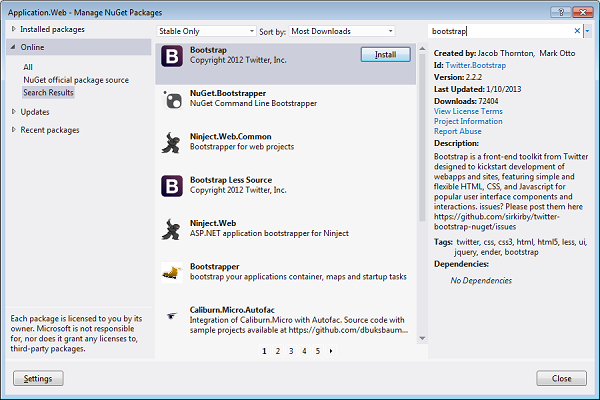 Application.Web - Manage NuGet Packages
Installed packages
Online
All
NuGet official package source
Search Results
Updates
Recent packages
Each package is licensed to you by its
owner. Microsoft is not responsible
for, nor does it grant any licenses to,
third-party packages.
Stable Only
Sort by: Most Downloads
Bootstrap
Copyright 2012 Twitter, Inc.
Install
NuGet.Bootstrapper
NuGet Command Line Bootstrapper
Ninject.Web.Common
Bootstrapper for web projects
Bootstrap Less Source
Copyright 2012 Twitter, Inc.
Ninject.Web
ASP.NET application bootstrapper for Ninject
Bootstrapper
bootstrap your applications container, maps and startup tasks
Caliburn.Micro.Autofac
Integration of Caliburn.Micro with Autofac. Source code with
sample projects available at https://github.com/dbuksbaum...
1 2 3 4 5
bootstrap
Created by: Jacob Thornton, Mark Otto
Id: Twitter.Bootstrap
Version: 2.2.2
Last Updated: 1/10/2013
Downloads: 72404
View License Terms
Project Information
Report Abuse
Description:
Bootstrap is a front-end toolkit from Twitter
designed to kickstart development of
webapps and sites, featuring simple and
flexible HTML, CSS, and Javascript for
popular user interface components and
interactions. issues? Please post them here
https://github.com/sirkirby/twitter-
bootstrap-nuget/issues
Tags: twitter, css, css3, html, html5, less, ui,
jquery, ender, bootstrap
Dependencies:
No Dependencies
Settings
Close